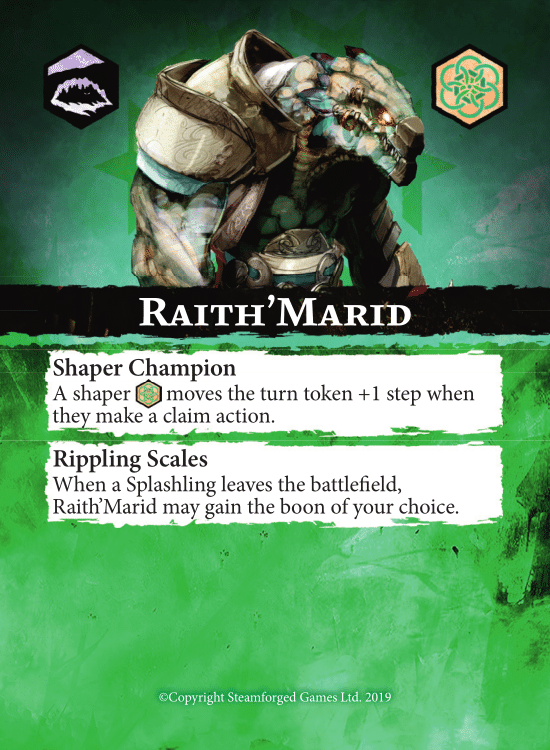 Raith'Marid
Shaper Champion
A shaper moves the turn token +1 step when
they make a claim action.
Rippling Scales
When a Splashling leaves the battlefield,
Raith'Marid may gain the boon of your choice.
©Copyright Steamforged Games Ltd. 2019